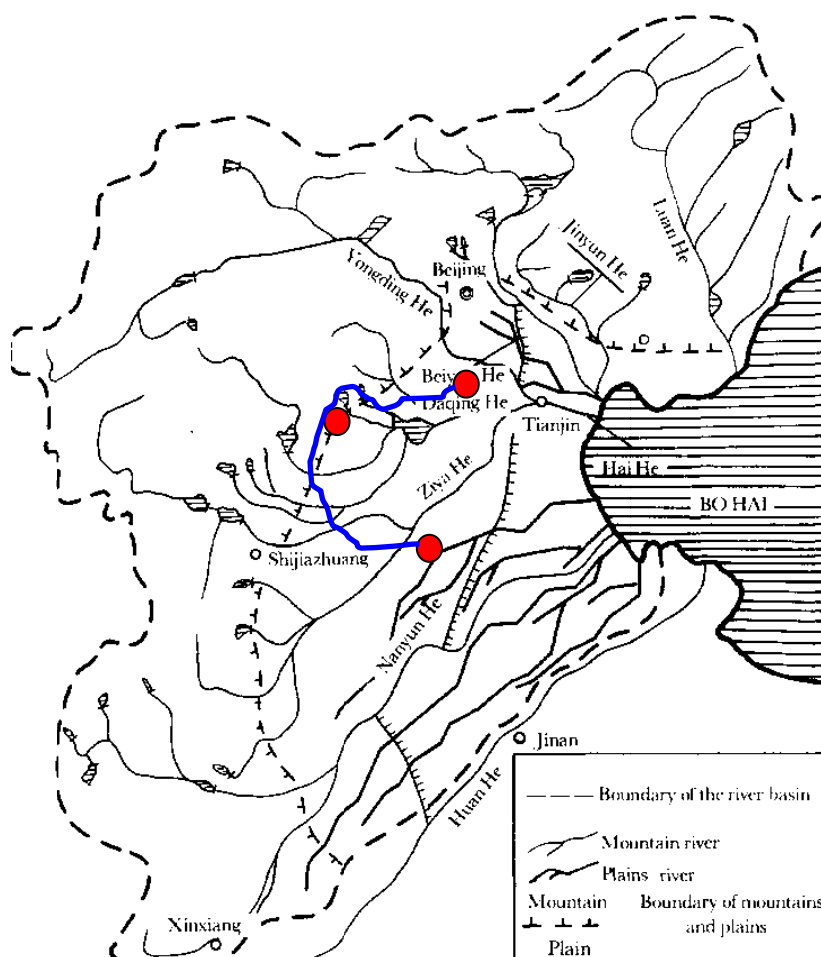 Luan He
Jinyun He
Beijing
Yongding He
He
Daqing He
Tianjin
Ziya He
Hai He
BO HAI
Shijiazhuang
Nanyun He
Jinan
Huan He
Xinxiang
Boundary of the river basin
Mountain river
Plains river
Mountain Boundary of mountains
and plains
Plain